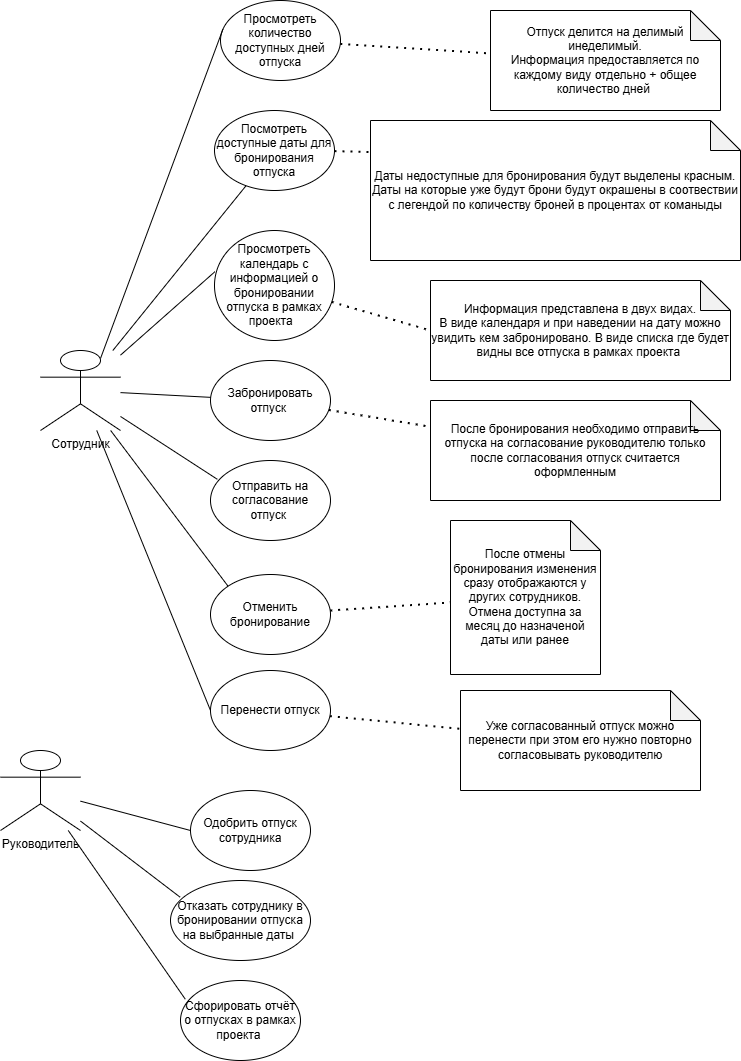 Просмотреть
количество
доступных дней
отпуска
Отпуск делится на делимый
инеделимый.
Информация предоставляется по
каждому виду отдельно + общее
количество дней
Посмотреть
доступные даты для
бронирования
отпуска
Даты недоступные для бронирования будут выделены красным.
Даты на которые уже будут брони будут окрашены в соотвествии
с легендой по количеству броней в процентах от команыды
Просмотреть
календарь с
информацией о
бронировании
отпуска в рамках
проекта
Информация представлена в двух видах.
В виде календаря и при наведении на дату можно
увидить кем забронировано. В виде списка где будет
видны все отпуска в рамках проекта
Сотрудник
Забронировать
отпуск
После бронирования необходимо отправить
отпуска на согласование руководителю только
после согласования отпуск считается
оформленным
Отправить на
согласование
отпуск
Отменить
бронирование
После отмены
бронирования изменения
сразу отображаются у
других сотрудников.
Отмена доступна за
месяц до назначеной
даты или ранее
Перенести отпуск
Уже согласованный отпуск можно
перенести при этом его нужно повторно
согласовывать руководителю
Руководитель
Одобрить отпуск
сотрудника
Отказать сотруднику в
бронировании отпуска
на выбранные даты
Сфорировать отчёт
о отпусках в рамках
проекта